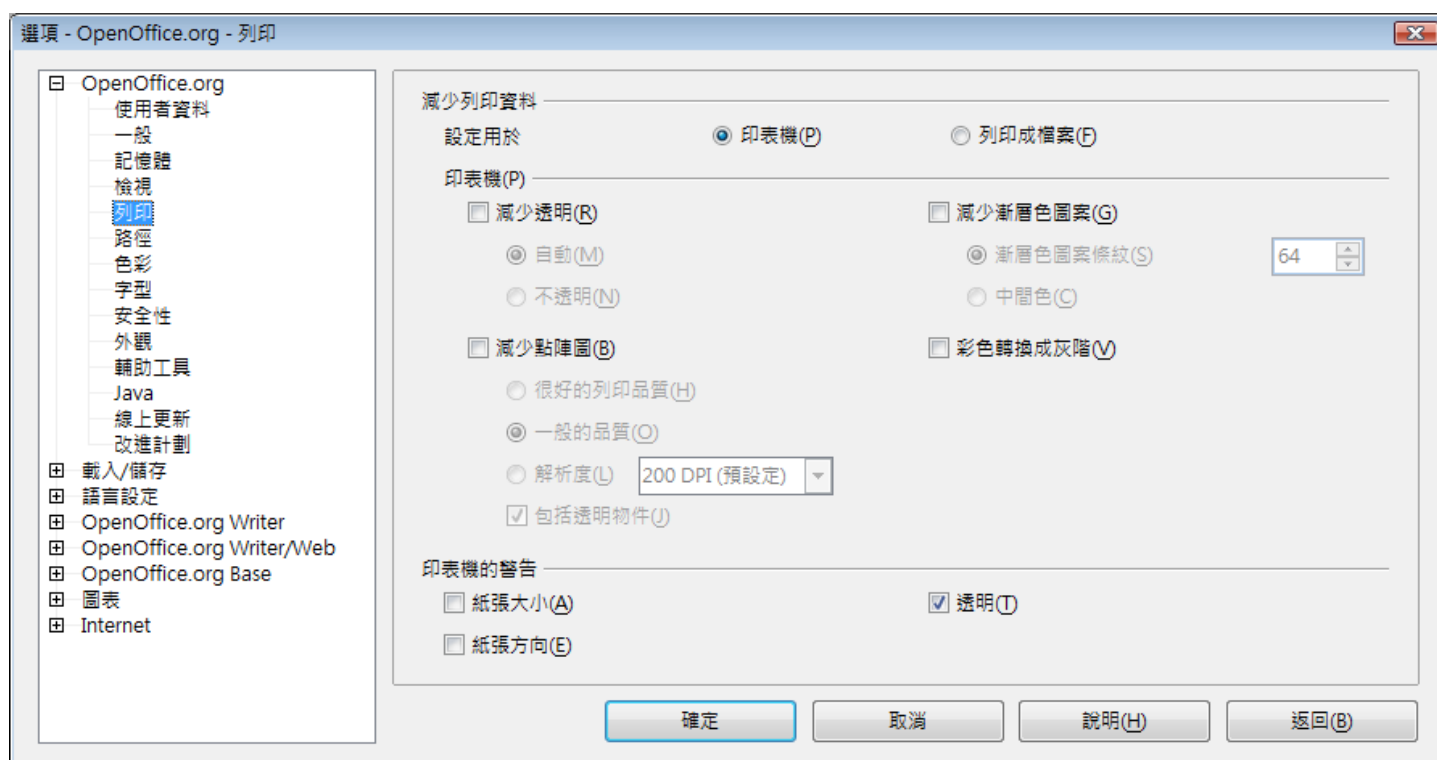 選項 - OpenOffice.org - 列印
OpenOffice.org
使用者資料
一般
記憶體
檢視
列印
路徑
色彩
字型
安全性
外觀
輔助工具
Java
線上更新
改進計劃
載入/儲存
語言設定
OpenOffice.org Writer
OpenOffice.org Writer/Web
OpenOffice.org Base
圖表
Internet
減少列印資料
設定用於 印表機(P) 列印成檔案(F)
印表機(P)
減少透明(R) 減少漸層色圖案(G)
自動(M) 漸層色圖案條紋(S) 64
不透明(N) 中間色(C)
減少點陣圖(B) 彩色轉換成灰階(V)
很好的列印品質(H)
一般的品質(O)
解析度(L) 200 DPI (預設定)
包括透明物件(J)
印表機的警告
紙張大小(A) 透明(T)
紙張方向(E)
確定 取消 說明(H) 返回(B)